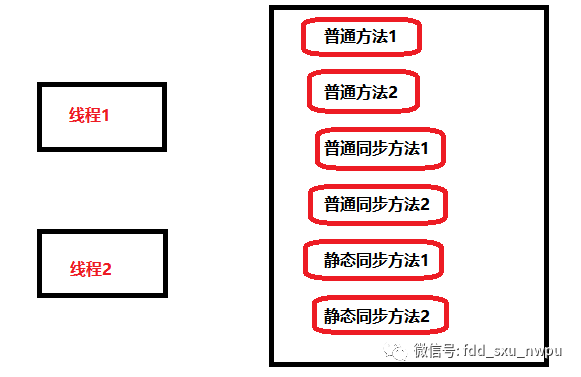 普通方法1
普通方法2
线程1
普通同步方法1
普通同步方法2
线程2
静态同步方法1
静态同步方法2
微信号: fdd_sxu_nwpu